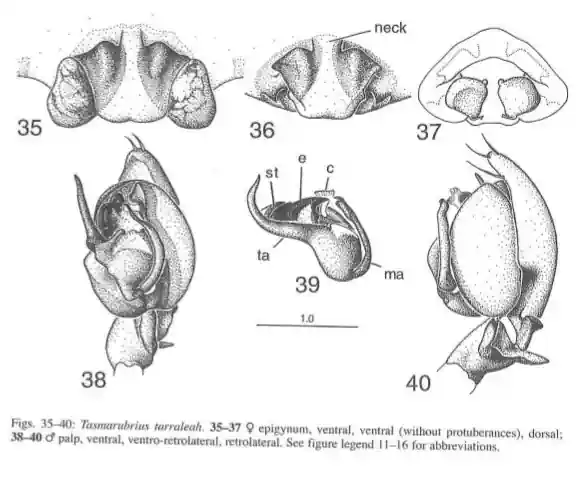 neck
35
36
37
st
e
c
ta
39
ma
1.0
38
40
Figs. 35–40: Tasmarubrius tarraleah. 35–37 ♀ epigynum, ventral, ventral (without protuberances), dorsal;
38–40 ♂ palp, ventral, ventro-retrolateral, retrolateral. See figure legend 11–16 for abbreviations.